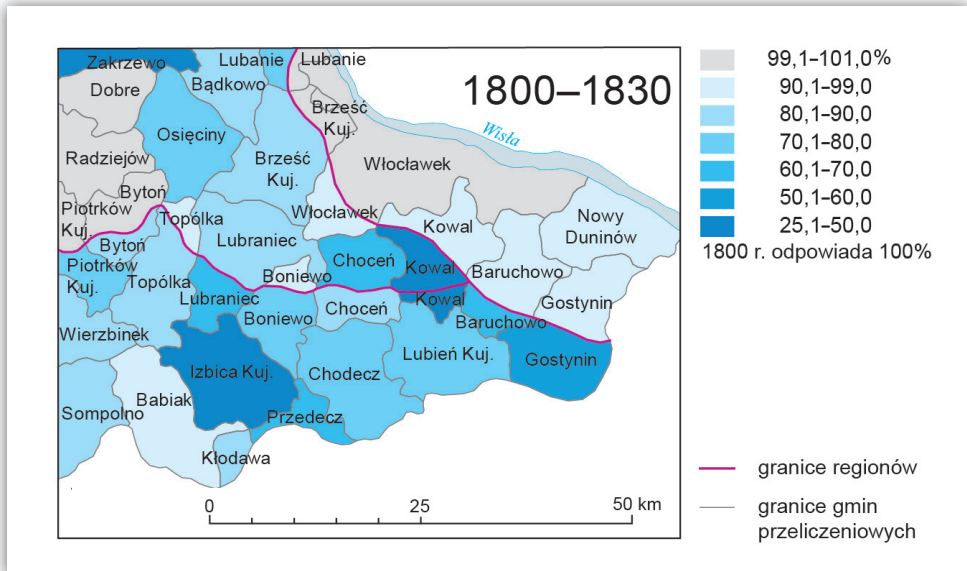 1800–1830
Zakrzewo
Lubanie
Lubanie
Dobre
Bądkowo
Brześć
Kuj.
Osięciny
Wisła
Radziejów
Brześć
Kuj.
Włocławek
Bytoń
Piotrków
Kuj.
Topólka
Włocławek
Kowal
Nowy
Duninów
Bytoń
Lubraniec
Piotrków
Kuj.
Topólka
Boniewo
Choceń
Kowal
Baruchowo
Lubraniec
Kowal
Gostynin
Boniewo
Choceń
Baruchowo
Wierzbinek
Lubień Kuj.
Gostynin
Izbica Kuj.
Chodecz
Babiak
Sompolno
Przedecz
Kłodawa
0
25
50 km
99,1–101,0%
90,1–99,0
80,1–90,0
70,1–80,0
60,1–70,0
50,1–60,0
25,1–50,0
1800 r. odpowiada 100%
granice regionów
granice gmin
przeliczeniowych